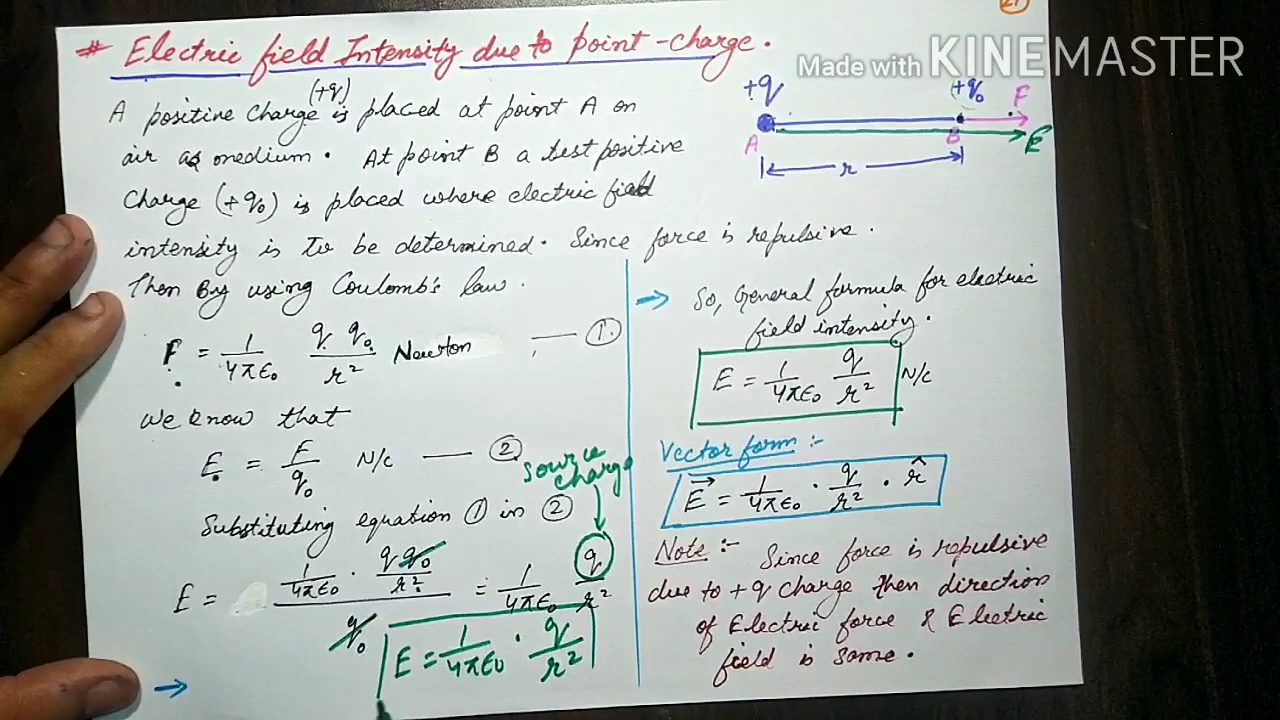 21
# Electric field Intensity due to point-charge.
Made with KINEMASTER
(+q)
A positive charge is placed at point A on
air as medium. At point B a test positive
charge (+q₀) is placed where electric field
intensity is to be determined. Since force is repulsive.
Then By using Coulomb's law.
+q (+q₀) F
A B E
r
F = 1/4πε₀ q q₀/r² Newton — ①
We know that
E = F/q₀ N/C — ②
Source
charge
Substituting equation ① in ②
E = (1/4πε₀ · q q₀/r²)/q₀ = 1/4πε₀ q/r²
E = 1/4πε₀ · q/r²
→
→ So, General formula for electric
field intensity.
E = 1/4πε₀ q/r² N/C
Vector form :-
E⃗ = 1/4πε₀ · q/r² · r̂
Note :- Since force is repulsive
due to +q charge then direction
of Electric force & Electric
field is same.